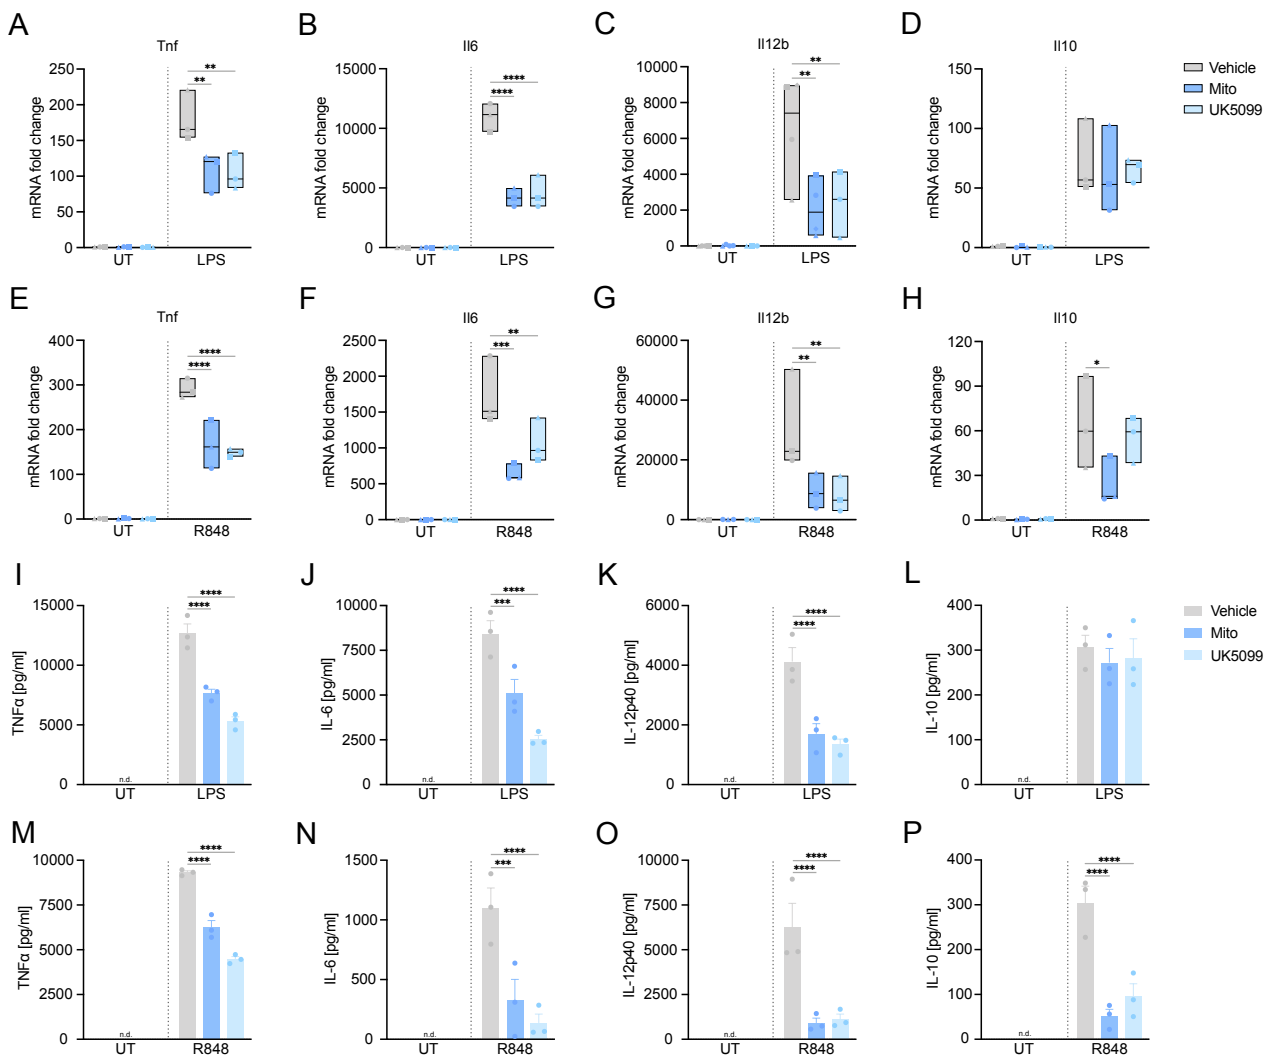 A
Tnf
mRNA fold change
250
200
150
100
50
0
**
**
UT
LPS
B
Il6
mRNA fold change
15000
10000
5000
0
****
****
UT
LPS
C
Il12b
mRNA fold change
10000
8000
6000
4000
2000
0
**
**
UT
LPS
D
Il10
mRNA fold change
150
100
50
0
UT
LPS
Vehicle
Mito
UK5099
E
Tnf
mRNA fold change
400
300
200
100
0
****
****
UT
R848
F
Il6
mRNA fold change
2500
2000
1500
1000
500
0
**
***
UT
R848
G
Il12b
mRNA fold change
60000
40000
20000
0
**
**
UT
R848
H
Il10
mRNA fold change
120
90
60
30
0
*
UT
R848
I
TNFα [pg/ml]
15000
10000
5000
0
****
****
n.d.
UT
LPS
J
IL-6 [pg/ml]
10000
7500
5000
2500
0
****
***
n.d.
UT
LPS
K
IL-12p40 [pg/ml]
6000
4000
2000
0
****
****
n.d.
UT
LPS
L
IL-10 [pg/ml]
400
300
200
100
0
n.d.
UT
LPS
Vehicle
Mito
UK5099
M
TNFα [pg/ml]
10000
7500
5000
2500
0
****
****
n.d.
UT
R848
N
IL-6 [pg/ml]
1500
1000
500
0
****
***
n.d.
UT
R848
O
IL-12p40 [pg/ml]
10000
7500
5000
2500
0
****
****
n.d.
UT
R848
P
IL-10 [pg/ml]
400
300
200
100
0
****
****
n.d.
UT
R848